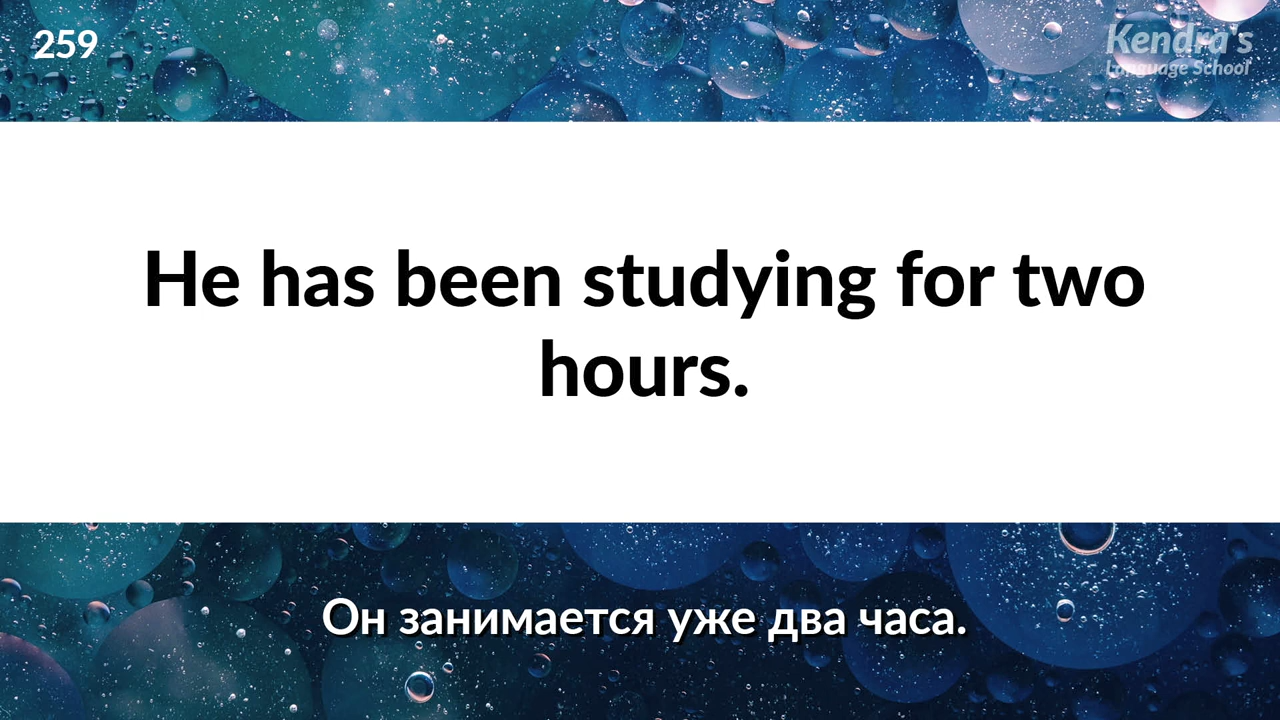 259
Kendra's
Language School
He has been studying for two
hours.
Он занимается уже два часа.